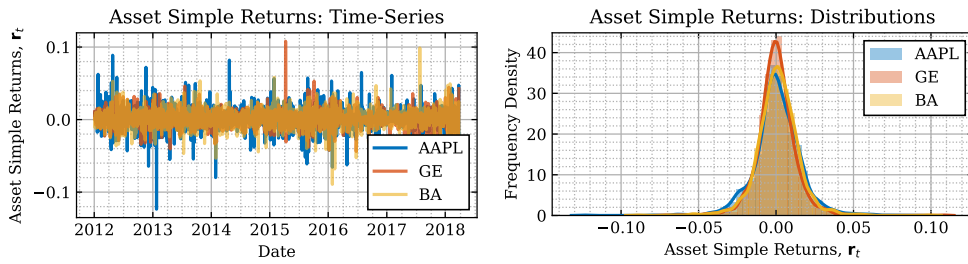 Asset Simple Returns: Time-Series
Asset Simple Returns, r_t
0.1
0.0
−0.1
2012 2013 2014 2015 2016 2017 2018
Date
AAPL
GE
BA
Asset Simple Returns: Distributions
Frequency Density
40
30
20
10
0
−0.10 −0.05 0.00 0.05 0.10
Asset Simple Returns, r_t
AAPL
GE
BA